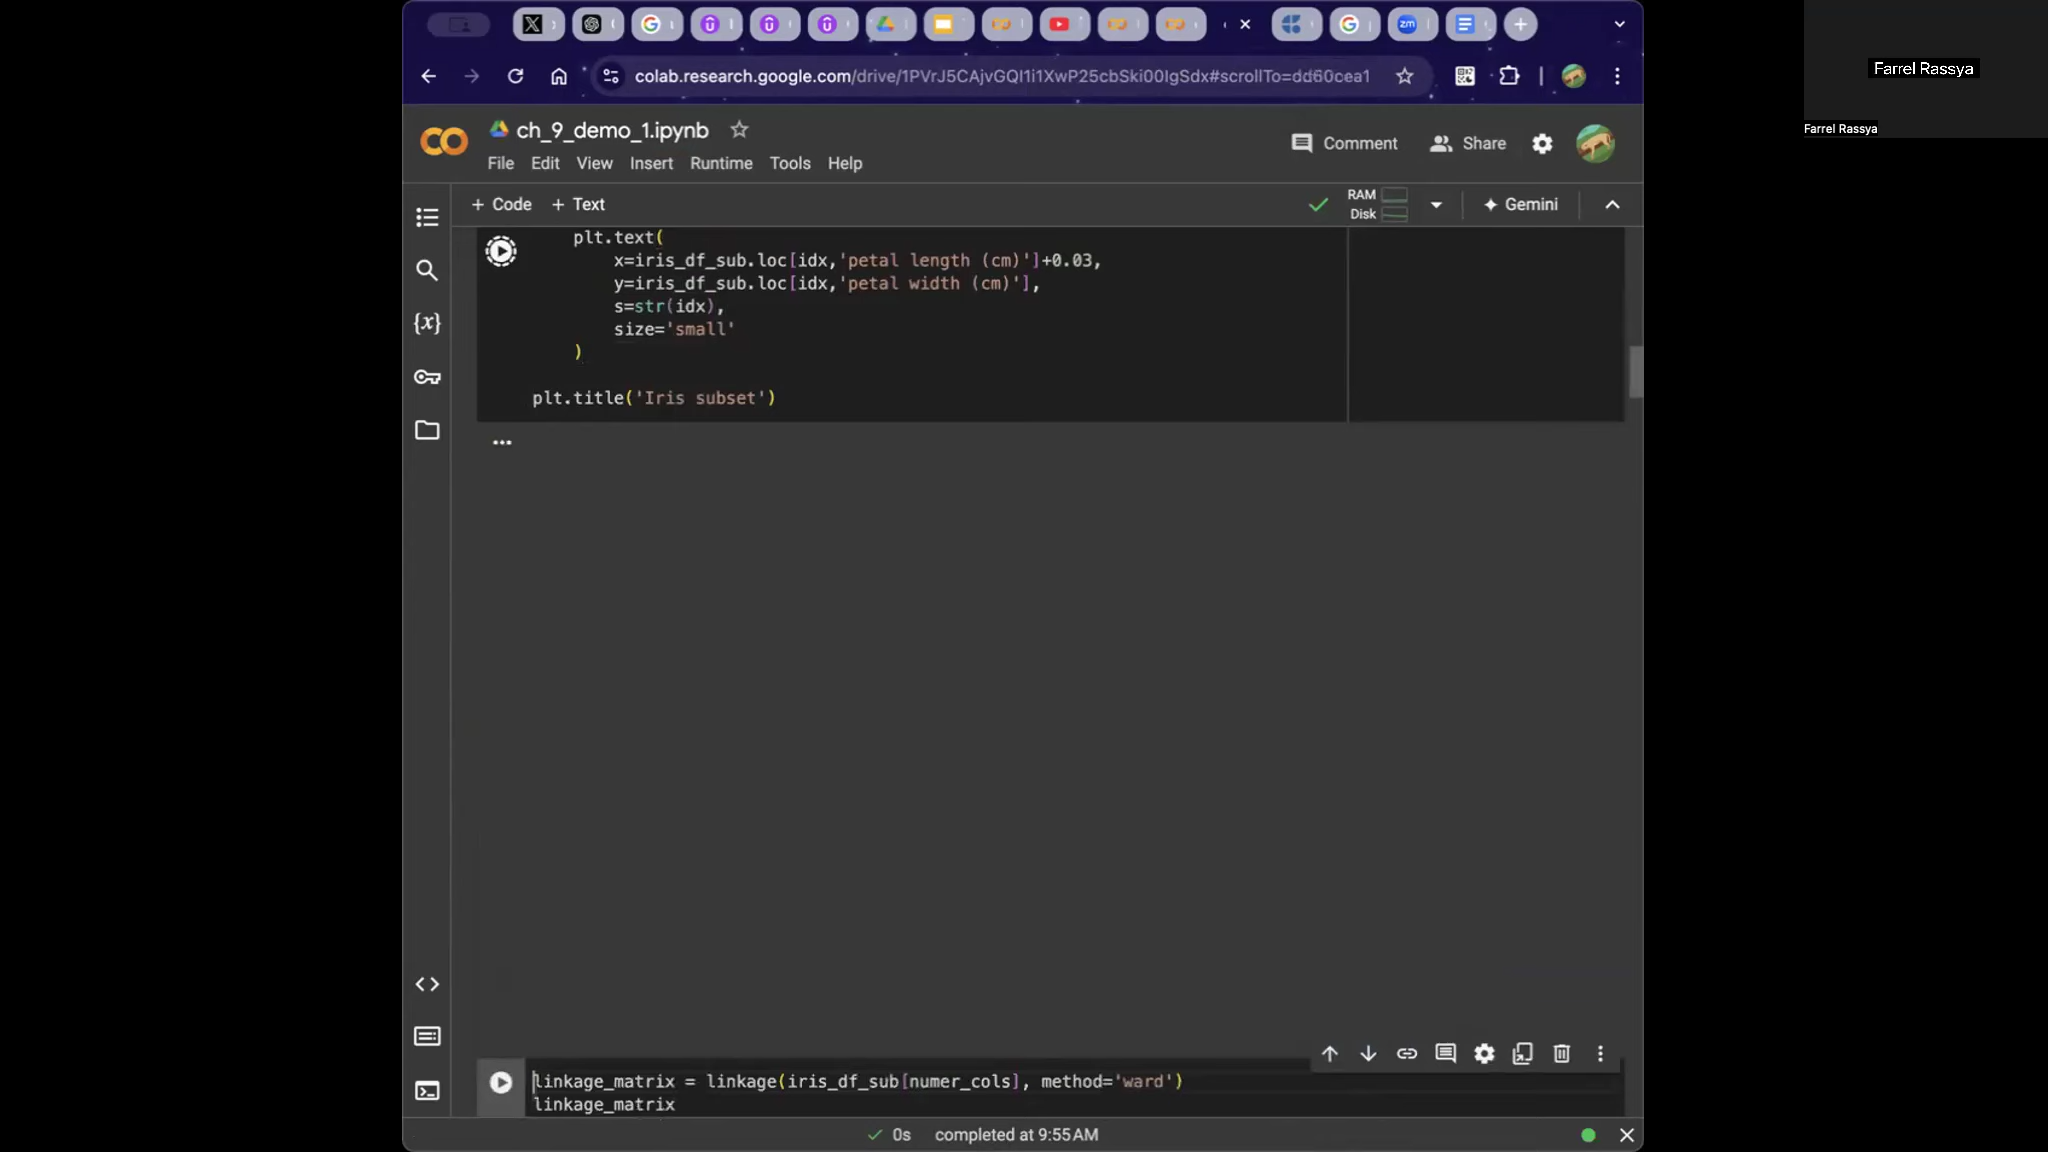 colab.research.google.com/drive/1PVrJ5CAjvGQI1i1XwP25cbSki00IgSdx#scrollTo=dd60cea1
Farrel Rassya
Farrel Rassya
ch_9_demo_1.ipynb
Comment
Share
File Edit View Insert Runtime Tools Help
+ Code + Text
RAM
Disk
Gemini
plt.text(
x=iris_df_sub.loc[idx,'petal length (cm)']+0.03,
y=iris_df_sub.loc[idx,'petal width (cm)'],
s=str(idx),
size='small'
)
plt.title('Iris subset')
linkage_matrix = linkage(iris_df_sub[numer_cols], method='ward')
linkage_matrix
0s completed at 9:55 AM